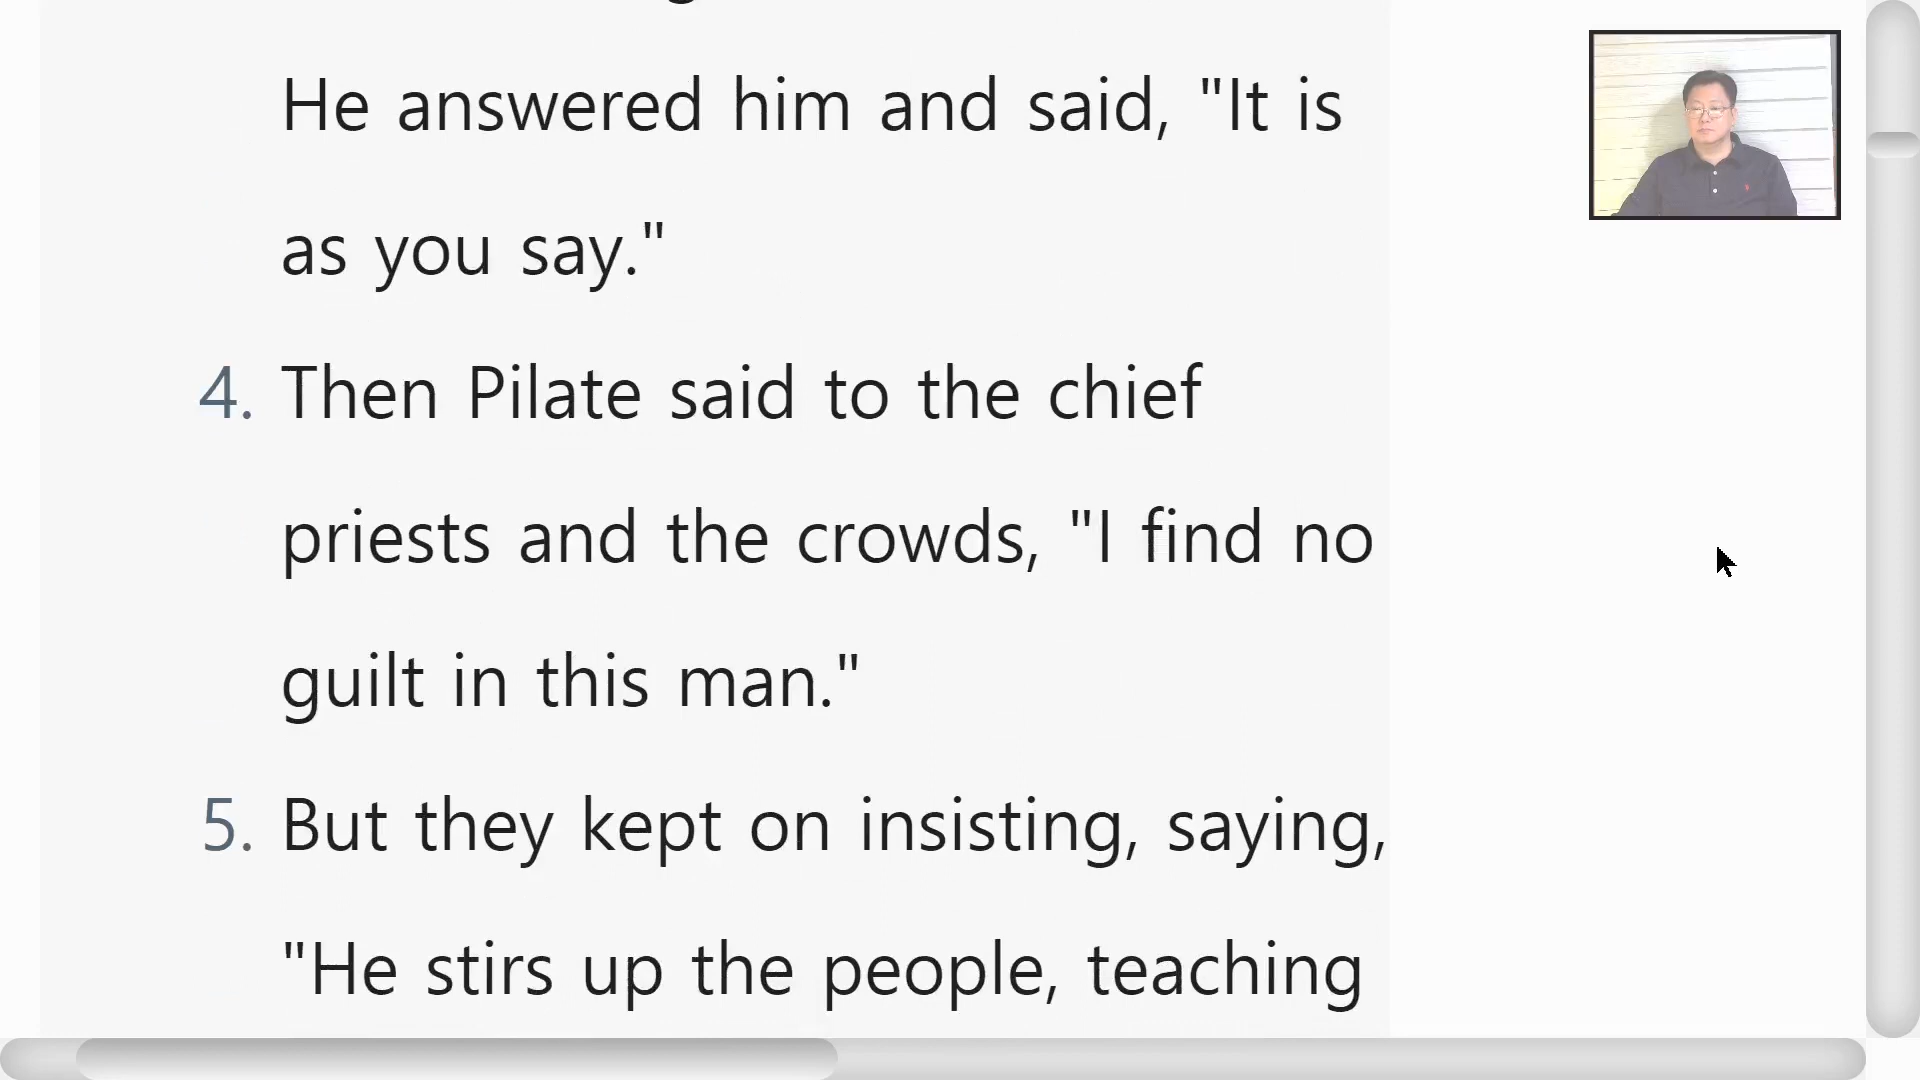 He answered him and said, "It is
as you say."
4. Then Pilate said to the chief
priests and the crowds, "I find no
guilt in this man."
5. But they kept on insisting, saying,
"He stirs up the people, teaching